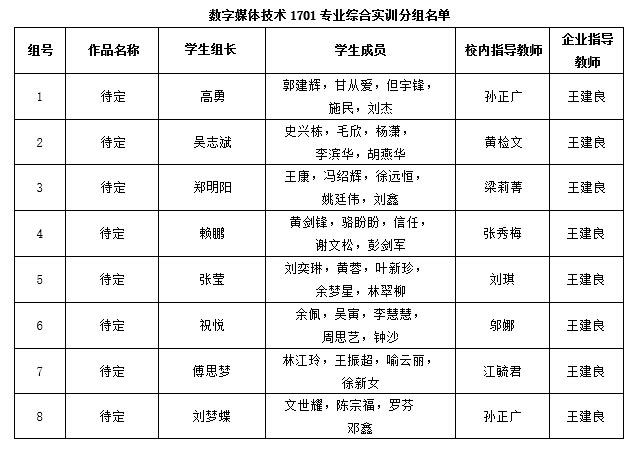 数字媒体技术1701专业综合实训分组名单
组号 作品名称 学生组长 学生成员 校内指导教师 企业指导
教师
1 待定 高勇 郭建辉，甘从爱，但宇锋，
施民，刘杰 孙正广 王建良
2 待定 吴志斌 史兴栋，毛欣，杨潇，
李滨华，胡燕华 黄检文 王建良
3 待定 郑明阳 王康，冯绍辉，徐远恒，
姚廷伟，刘鑫 梁莉菁 王建良
4 待定 赖鹏 黄剑锋，骆盼盼，信任，
谢文松，彭剑军 张秀梅 王建良
5 待定 张莹 刘奕琳，黄蓉，叶新珍，
余梦星，林翠柳 刘琪 王建良
6 待定 祝悦 余佩，吴寅，李慧慧，
周思艺，钟沙 邬娜 王建良
7 待定 傅思梦 林江玲，王振超，喻云丽，
徐新女 江毓君 王建良
8 待定 刘梦蝶 文世耀，陈宗福，罗芬
邓鑫 孙正广 王建良